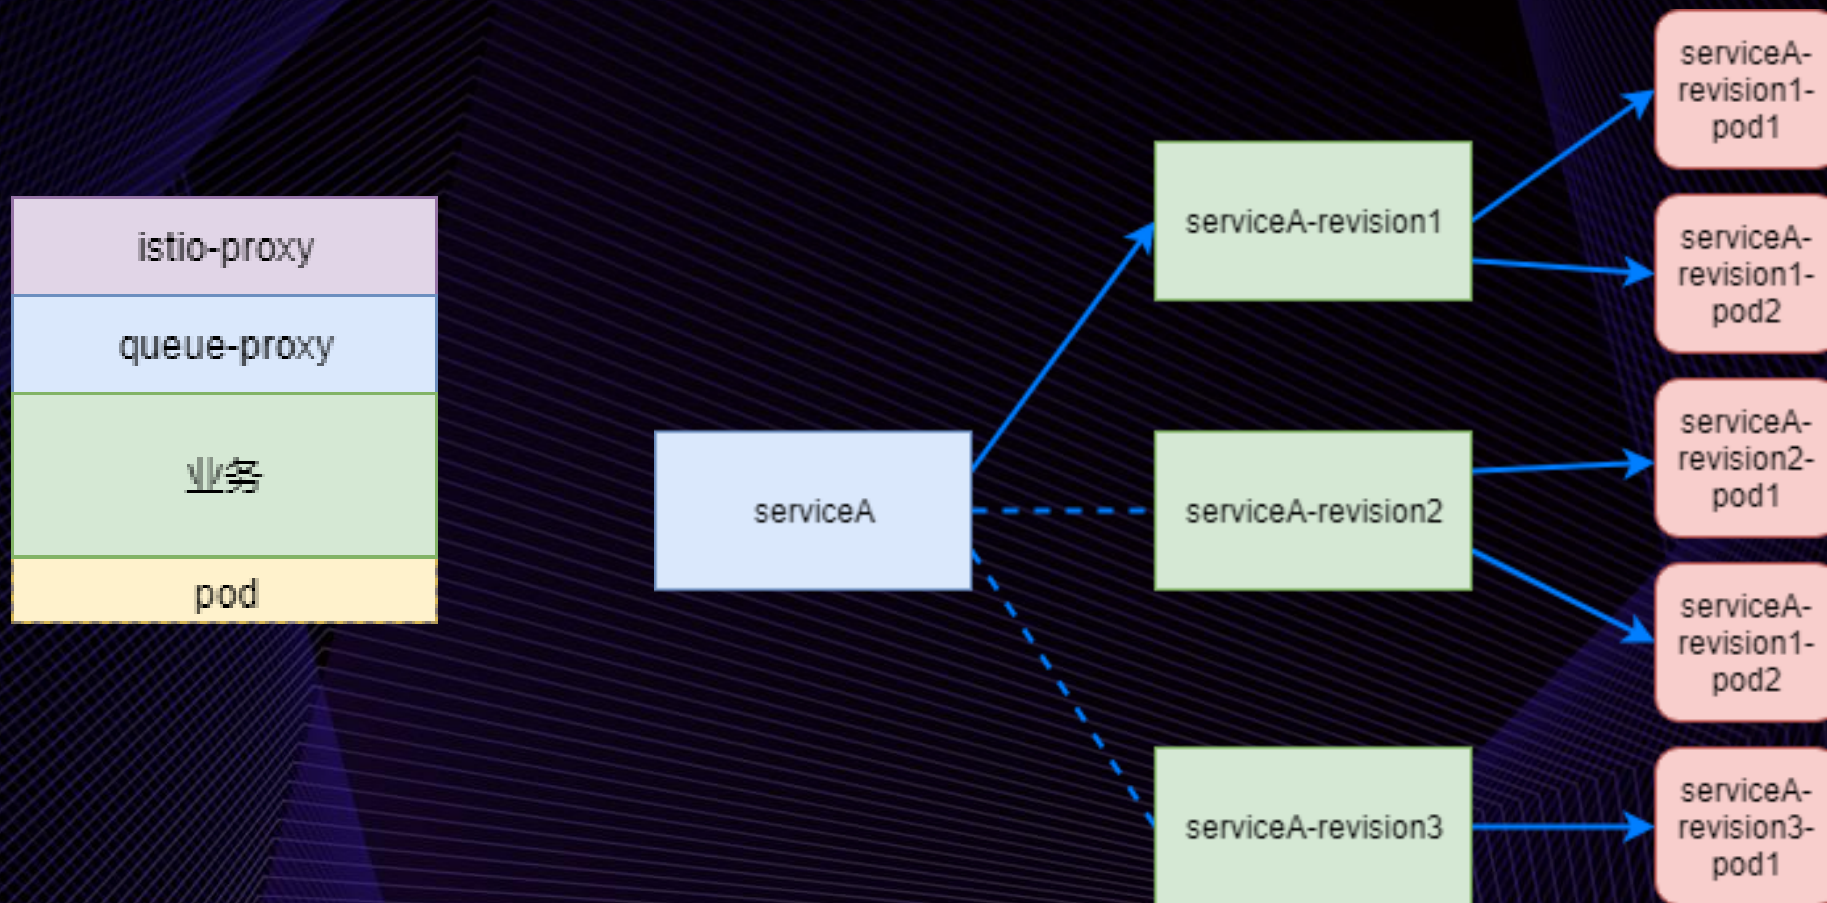 istio-proxy
queue-proxy
业务
pod
serviceA
serviceA-revision1
serviceA-revision2
serviceA-revision3
serviceA-
revision1-
pod1
serviceA-
revision1-
pod2
serviceA-
revision2-
pod1
serviceA-
revision1-
pod2
serviceA-
revision3-
pod1